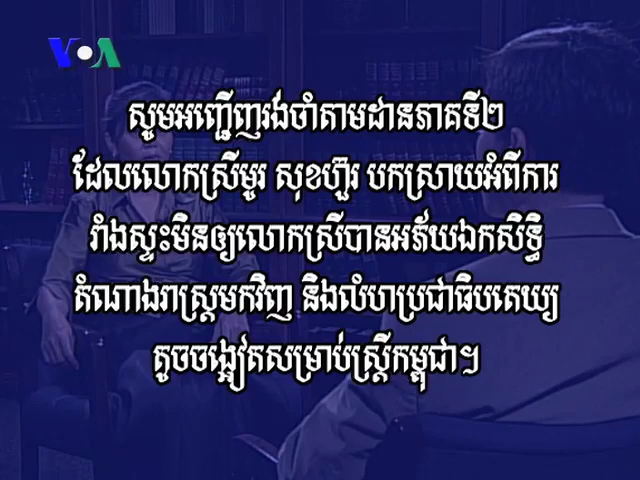 VOA
សូមអញ្ជើញរង់ចាំតាមដានភាគទី២
ដែលលោកស្រីមូរ សុខហួរ បកស្រាយអំពីការ
រាំងស្ទះមិនឲ្យលោកស្រីបានអភ័យឯកសិទ្ធិ
តំណាងរាស្ត្រមកវិញ និងលំហប្រជាធិបតេយ្យ
តូចចង្អៀតសម្រាប់ស្ត្រីកម្ពុជា។